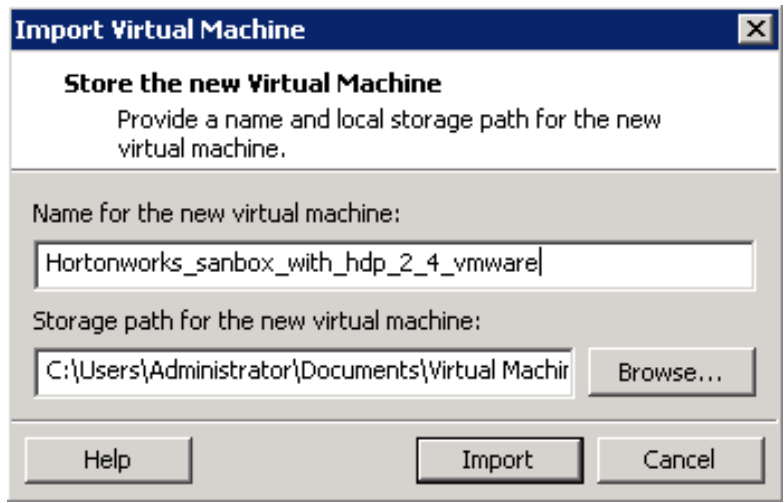 Import Virtual Machine
Store the new Virtual Machine
Provide a name and local storage path for the new
virtual machine.
Name for the new virtual machine:
Hortonworks_sanbox_with_hdp_2_4_vmware
Storage path for the new virtual machine:
C:\Users\Administrator\Documents\Virtual Machin
Browse...
Help
Import
Cancel